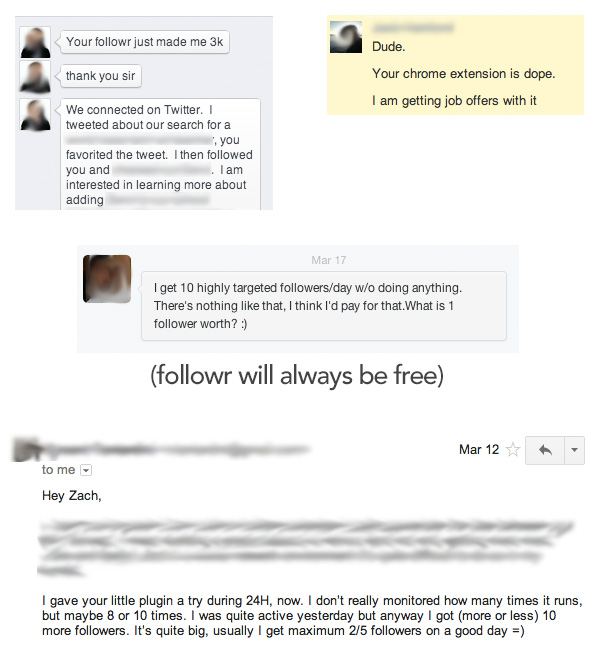 Your followr just made me 3k
thank you sir
We connected on Twitter. I
tweeted about our search for a
, you
favorited the tweet. I then followed
you and . I am
interested in learning more about
adding
Dude.
Your chrome extension is dope.
I am getting job offers with it
Mar 17
I get 10 highly targeted followers/day w/o doing anything.
There's nothing like that, I think I'd pay for that.What is 1
follower worth? :)
(followr will always be free)
Mar 12
to me
Hey Zach,
I gave your little plugin a try during 24H, now. I don't really monitored how many times it runs,
but maybe 8 or 10 times. I was quite active yesterday but anyway I got (more or less) 10
more followers. It's quite big, usually I get maximum 2/5 followers on a good day =)